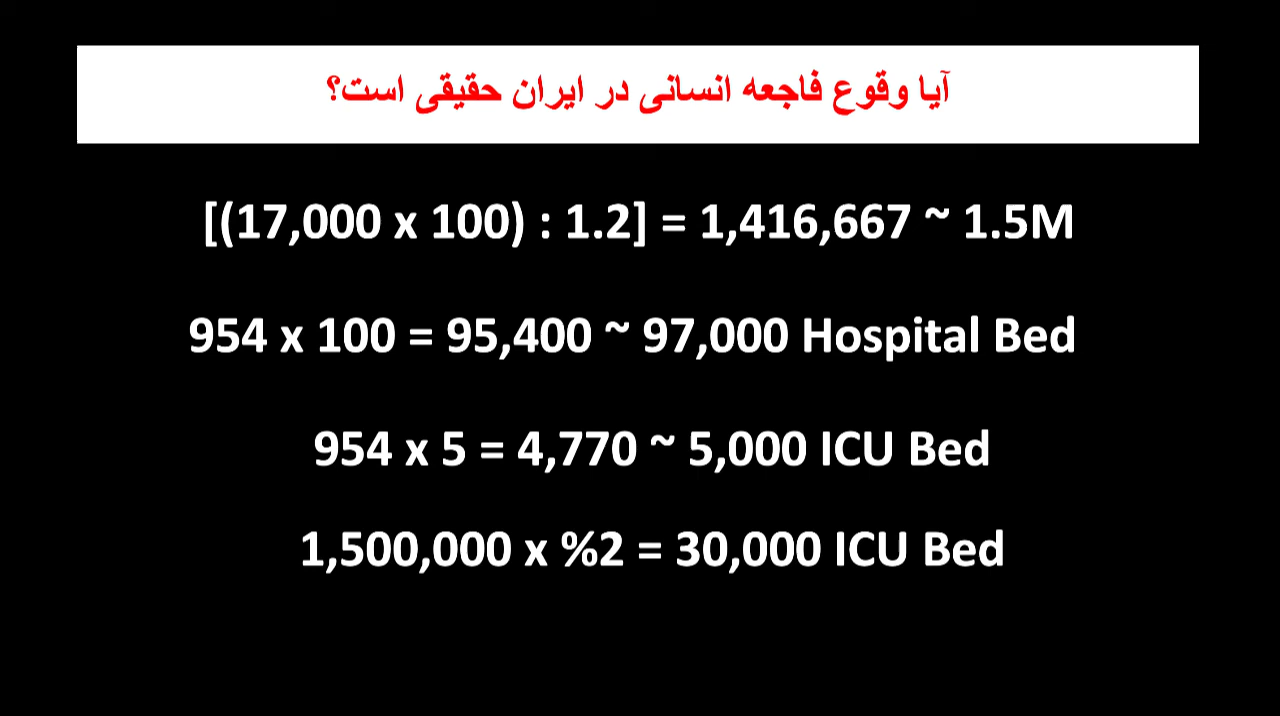 آیا وقوع فاجعه انسانی در ایران حقیقی است؟
[(17,000 x 100) : 1.2] = 1,416,667 ~ 1.5M
954 x 100 = 95,400 ~ 97,000 Hospital Bed
954 x 5 = 4,770 ~ 5,000 ICU Bed
1,500,000 x %2 = 30,000 ICU Bed